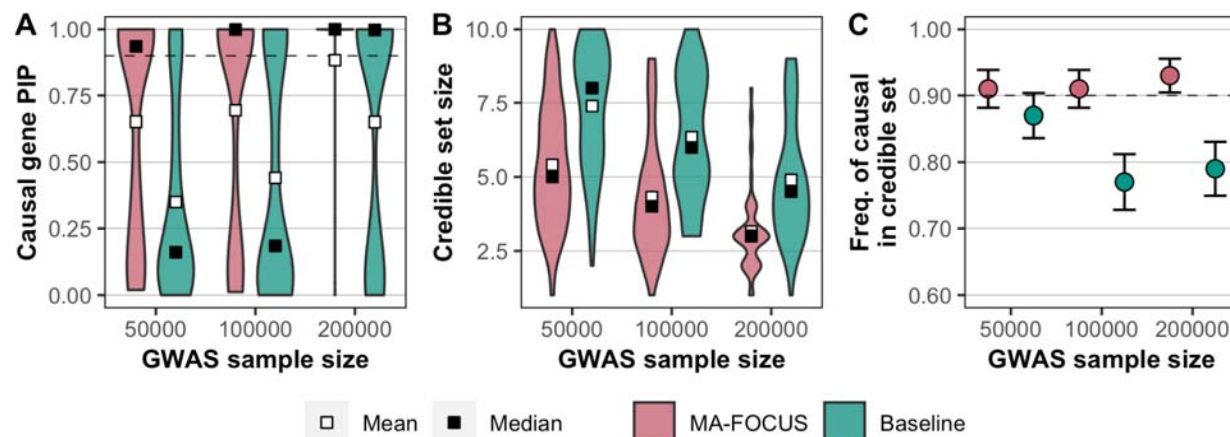 A
Causal gene PIP
1.00
0.75
0.50
0.25
0.00
50000 100000 200000
GWAS sample size
B
Credible set size
10.0
7.5
5.0
2.5
50000 100000 200000
GWAS sample size
C
Freq. of causal
in credible set
1.00
0.90
0.80
0.70
0.60
50000 100000 200000
GWAS sample size
Mean Median MA-FOCUS Baseline